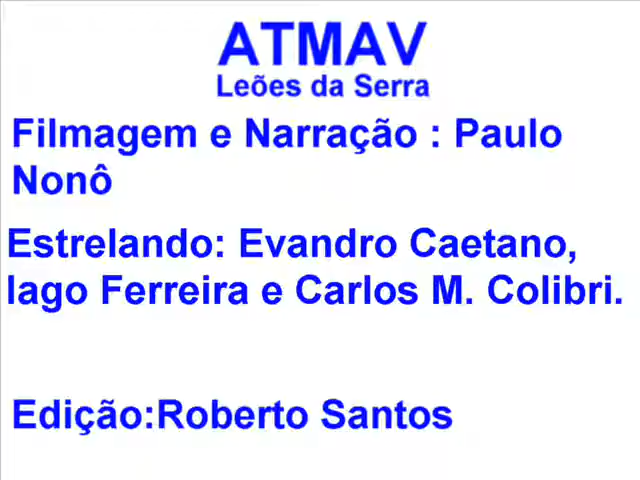 ATMAV
Leões da Serra
Filmagem e Narração : Paulo
Nonô
Estrelando: Evandro Caetano,
Iago Ferreira e Carlos M. Colibri.
Edição:Roberto Santos